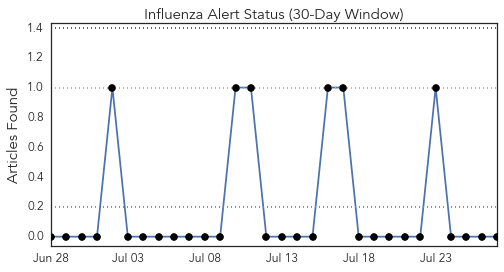 Influenza Alert Status (30-Day Window)
Articles Found
1.4
1.2
1.0
0.8
0.6
0.4
0.2
0.0
Jun 28
Jul 03
Jul 08
Jul 13
Jul 18
Jul 23